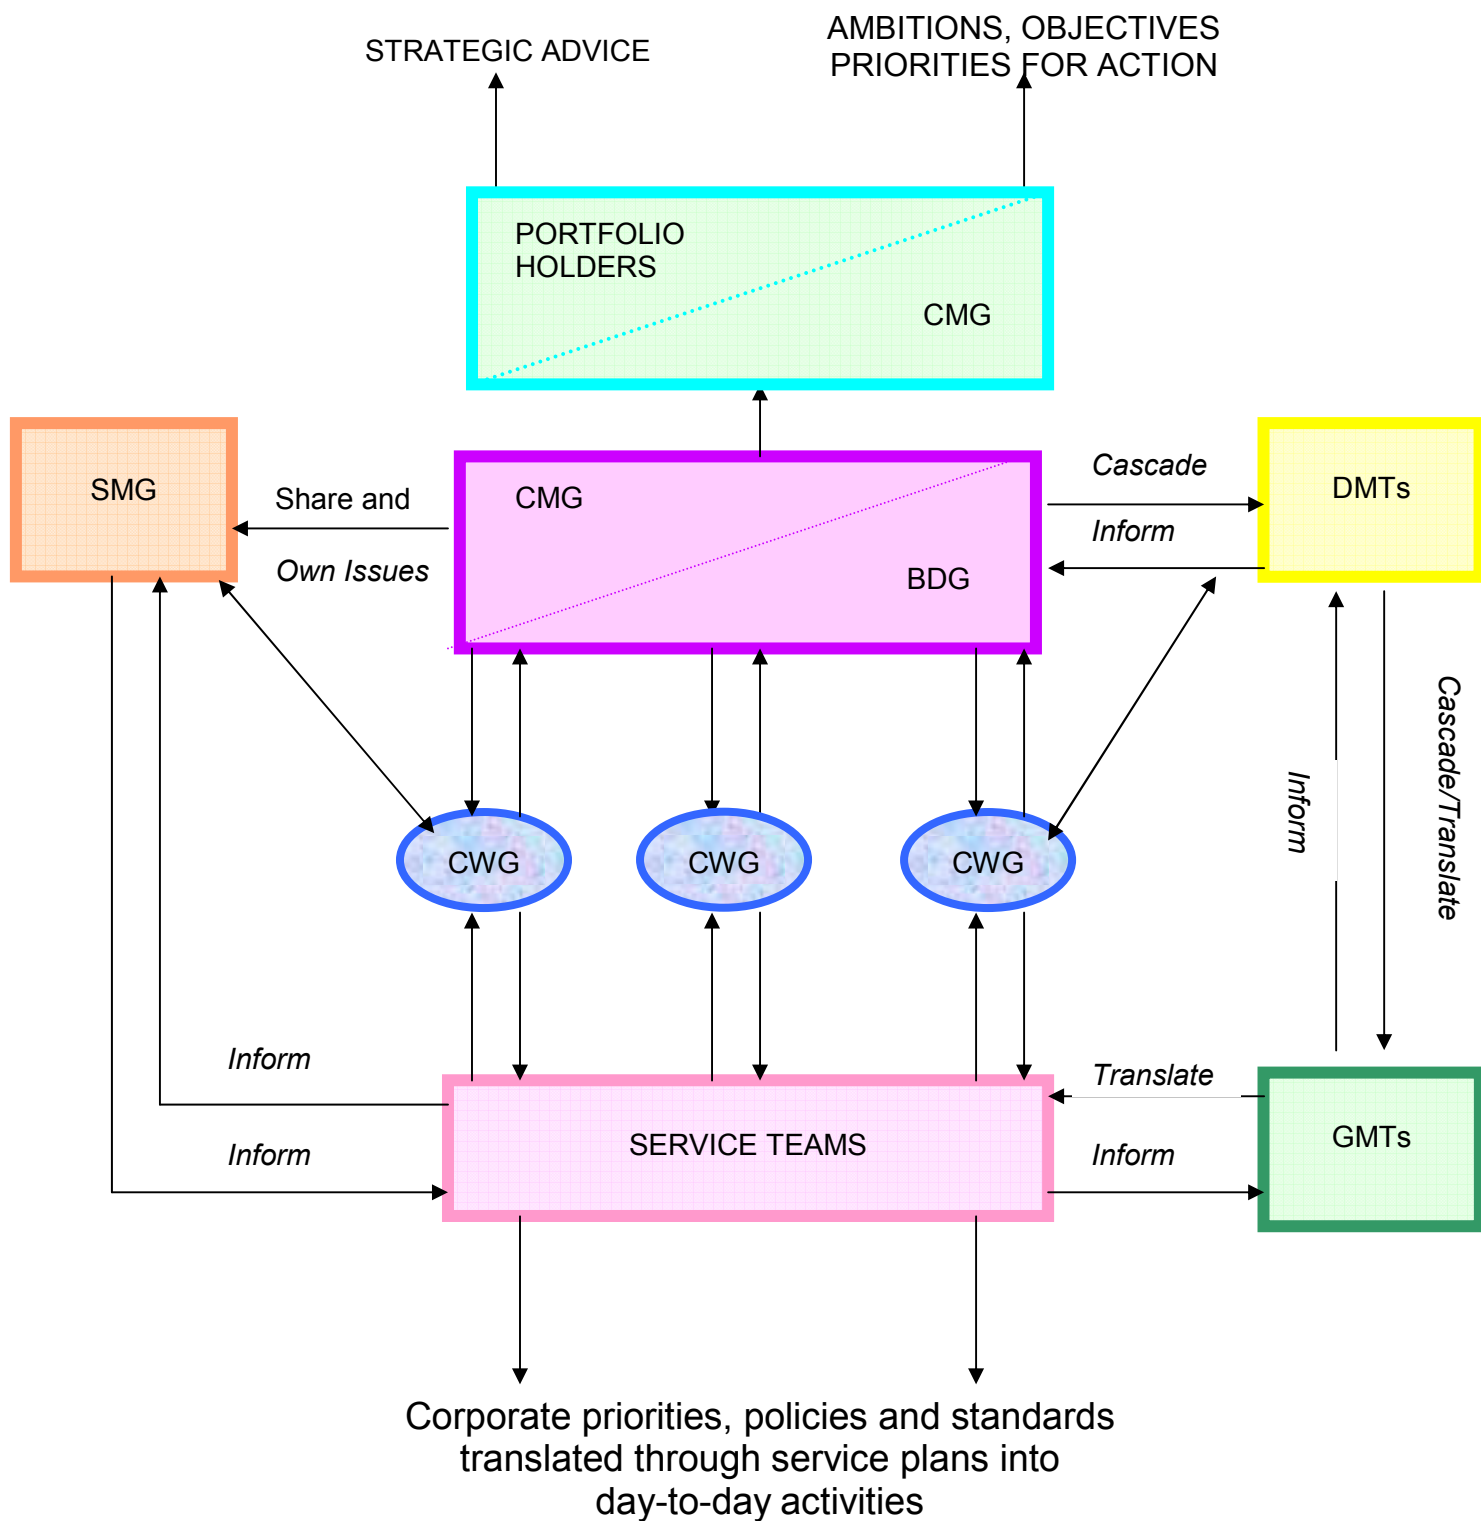 STRATEGIC ADVICE
AMBITIONS, OBJECTIVES
PRIORITIES FOR ACTION
PORTFOLIO
HOLDERS
CMG
SMG
Share and
Own Issues
CMG
BDG
Cascade
Inform
DMTs
Cascade/Translate
Inform
CWG
CWG
CWG
Inform
Inform
SERVICE TEAMS
Translate
Inform
GMTs
Corporate priorities, policies and standards
translated through service plans into
day-to-day activities